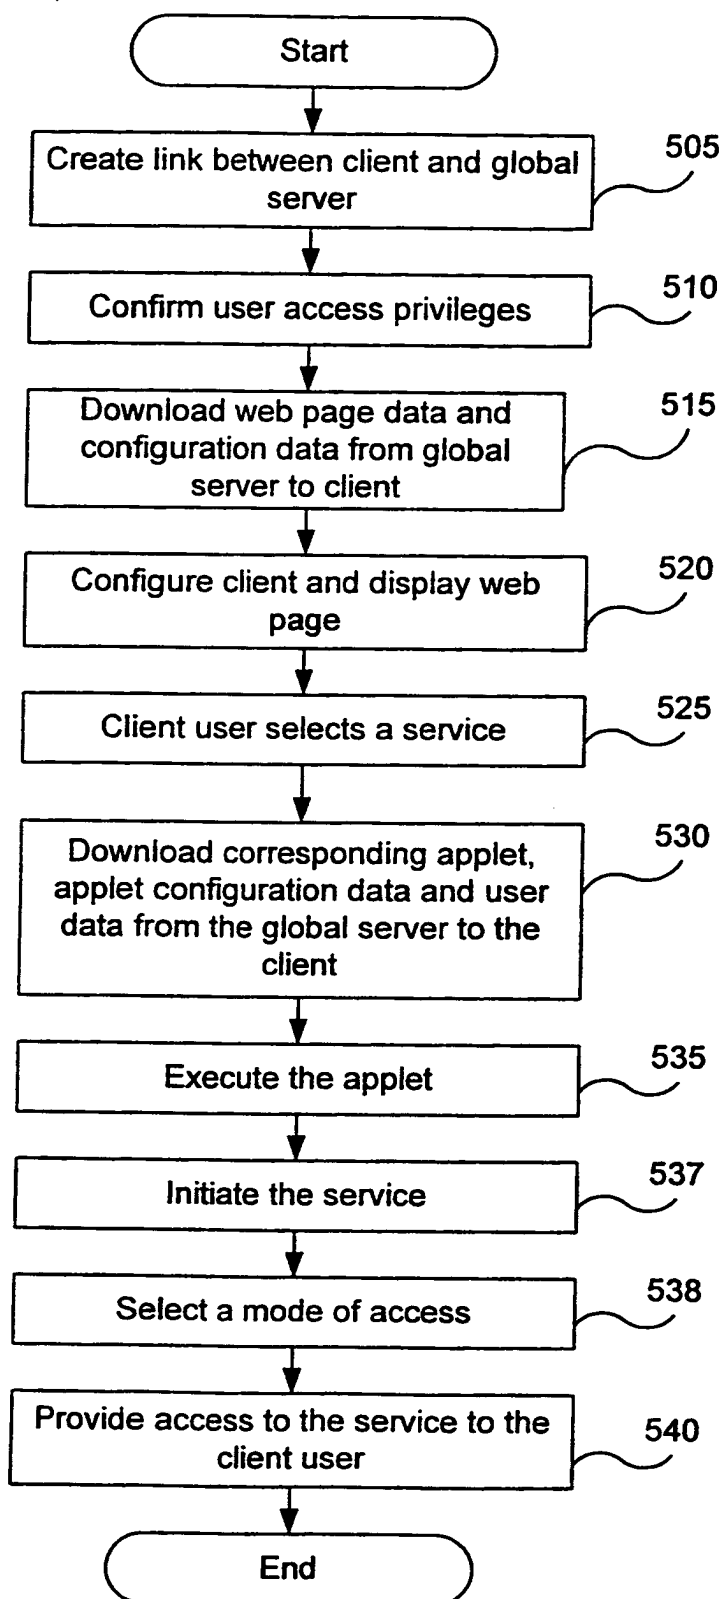 Start
Create link between client and global
server
505
Confirm user access privileges
510
Download web page data and
configuration data from global
server to client
515
Configure client and display web
page
520
Client user selects a service
525
Download corresponding applet,
applet configuration data and user
data from the global server to the
client
530
Execute the applet
535
Initiate the service
537
Select a mode of access
538
Provide access to the service to the
client user
540
End